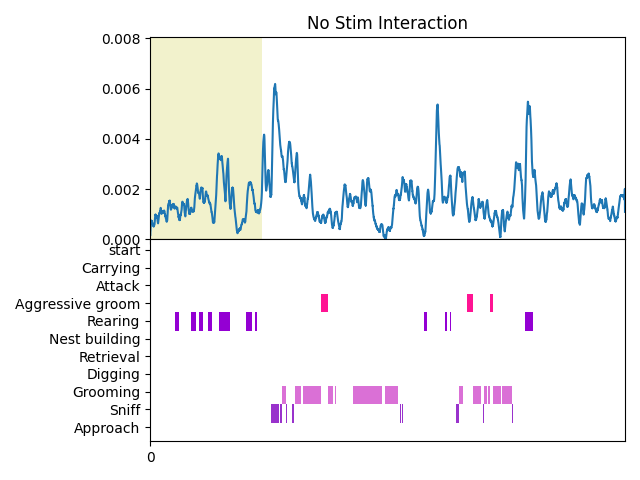 No Stim Interaction
0.008
0.006
0.004
0.002
0.000
start
Carrying
Attack
Aggressive groom
Rearing
Nest building
Retrieval
Digging
Grooming
Sniff
Approach
0